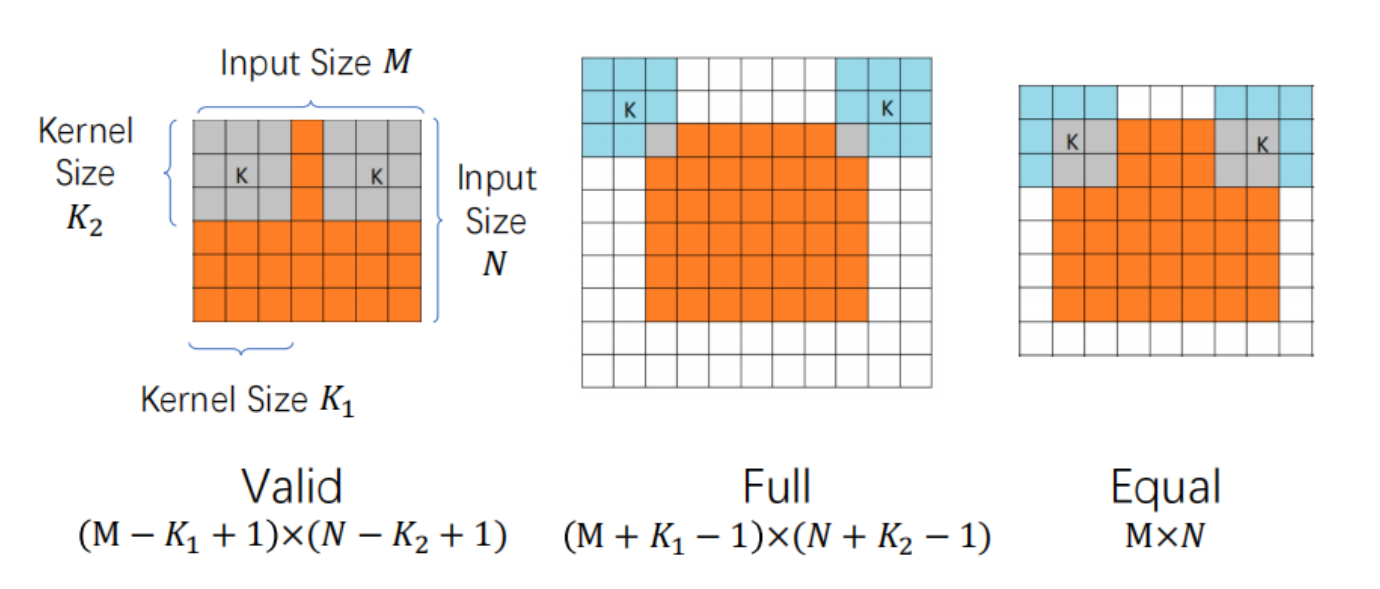 Input Size M
Kernel
Size
K₂
K
K
Input
Size
N
Kernel Size K₁
Valid
(M − K₁ + 1)×(N − K₂ + 1)
K
K
Full
(M + K₁ − 1)×(N + K₂ − 1)
K
K
Equal
M×N